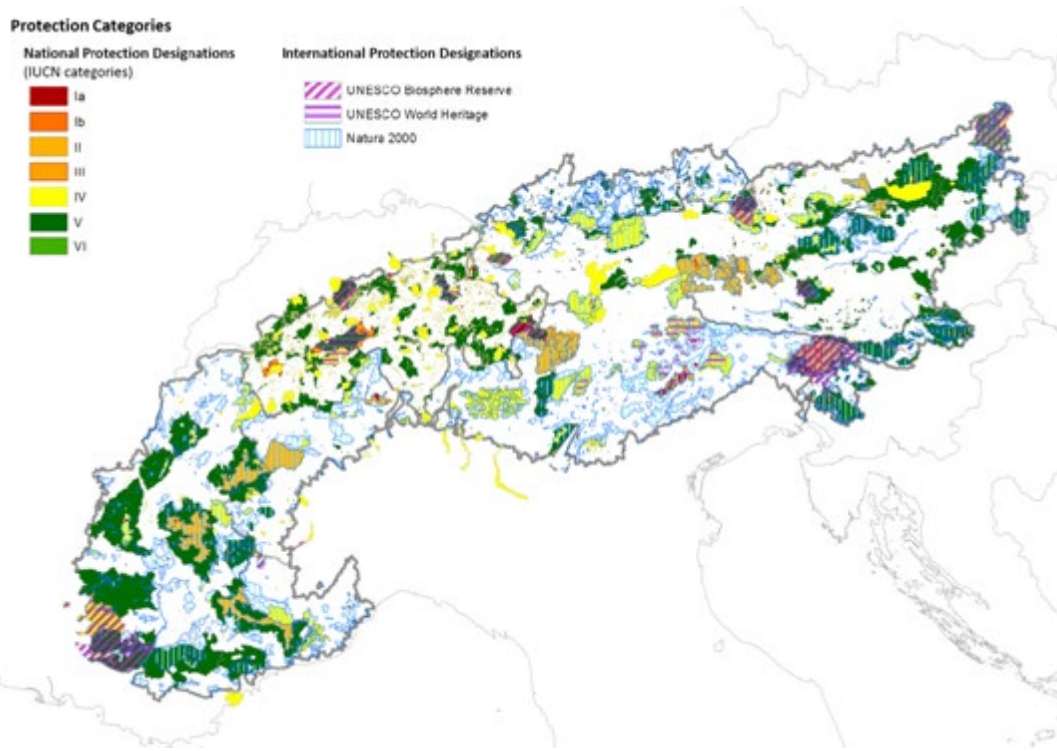 Protection Categories
National Protection Designations
(IUCN categories)
Ia
Ib
II
III
IV
V
VI
International Protection Designations
UNESCO Biosphere Reserve
UNESCO World Heritage
Natura 2000